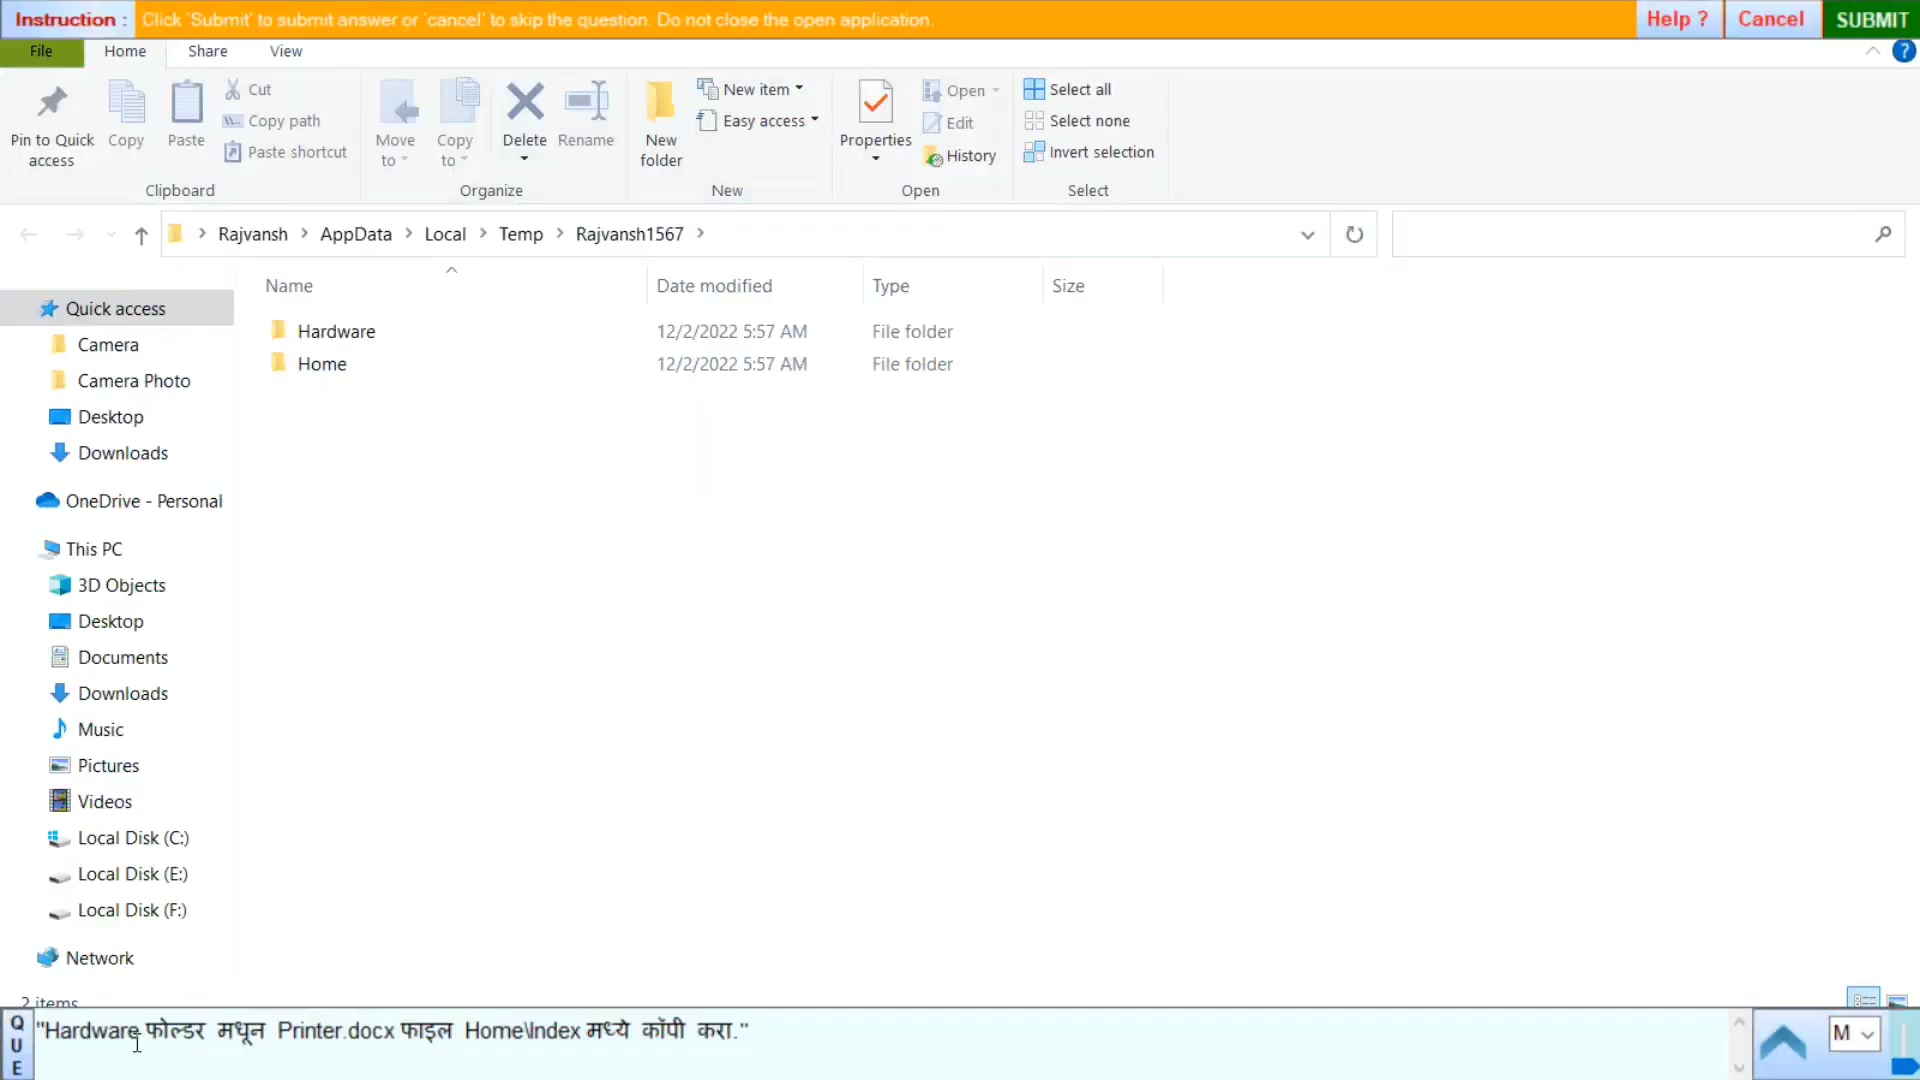 Instruction : Click 'Submit' to submit answer or 'cancel' to skip the question. Do not close the open application. Help ? Cancel SUBMIT
File Home Share View
Pin to Quick access
Copy
Paste
Cut
Copy path
Paste shortcut
Clipboard
Move to
Copy to
Delete
Rename
Organize
New folder
New item
Easy access
New
Properties
Open
Edit
History
Open
Select all
Select none
Invert selection
Select
Rajvansh > AppData > Local > Temp > Rajvansh1567 >
Name Date modified Type Size
Hardware 12/2/2022 5:57 AM File folder
Home 12/2/2022 5:57 AM File folder
Quick access
Camera
Camera Photo
Desktop
Downloads
OneDrive - Personal
This PC
3D Objects
Desktop
Documents
Downloads
Music
Pictures
Videos
Local Disk (C:)
Local Disk (E:)
Local Disk (F:)
Network
2 items
QUE
"Hardware फोल्डर मधून Printer.docx फाइल Home\Index मध्ये कॉपी करा."
M